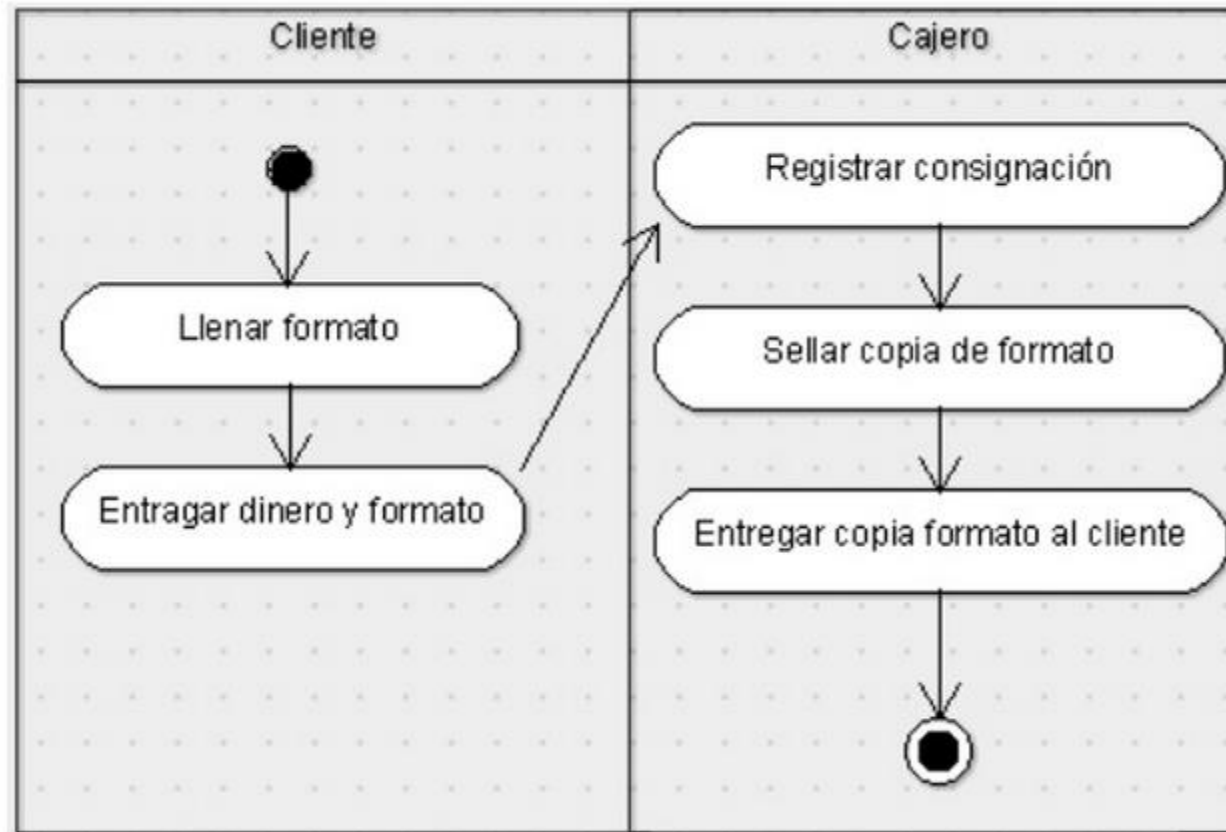 Cliente
Cajero
Llenar formato
Entragar dinero y formato
Registrar consignación
Sellar copia de formato
Entregar copia formato al cliente